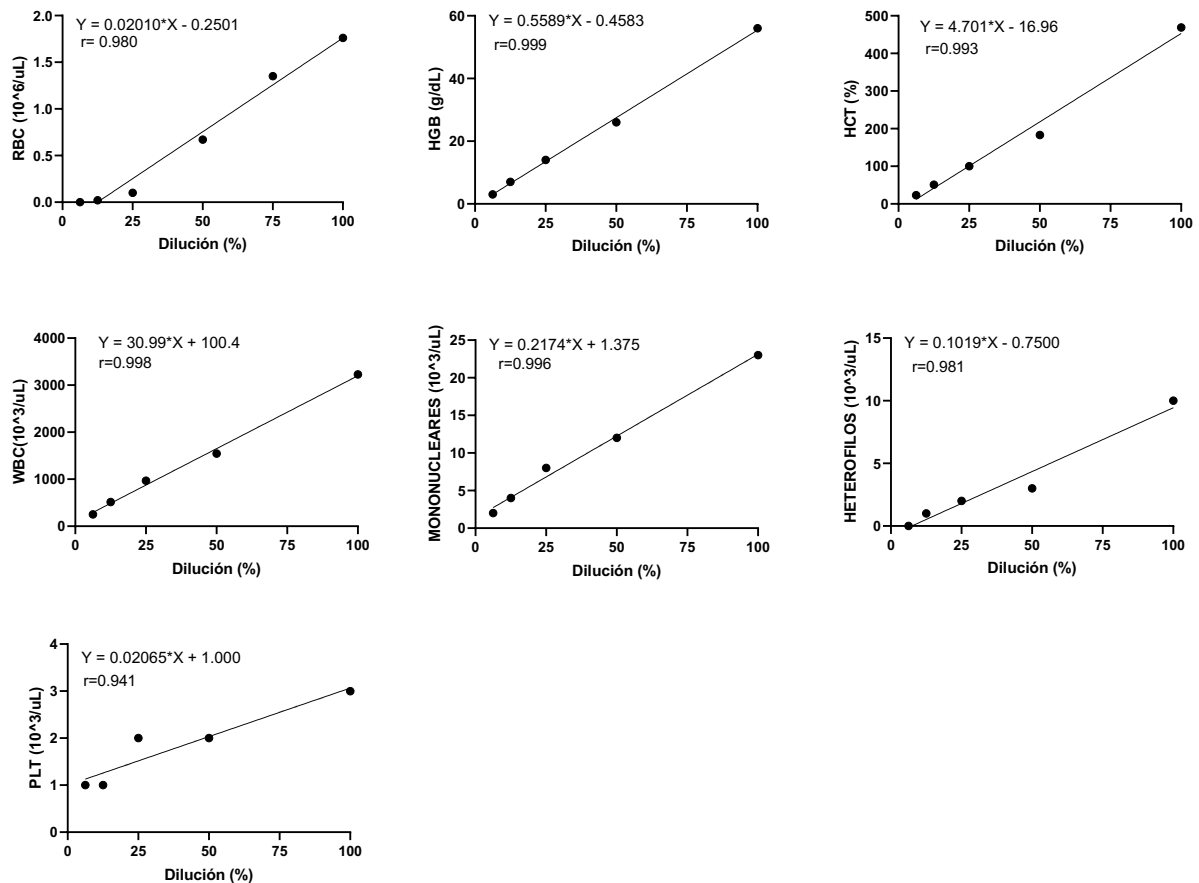 Y = 0.02010*X - 0.2501
r= 0.980
RBC (10^6/uL)
2.0
1.5
1.0
0.5
0.0
0 25 50 75 100
Dilución (%)
Y = 0.5589*X - 0.4583
r=0.999
HGB (g/dL)
60
40
20
0
0 25 50 75 100
Dilución (%)
Y = 4.701*X - 16.96
r=0.993
HCT (%)
500
400
300
200
100
0
0 25 50 75 100
Dilución (%)
Y = 30.99*X + 100.4
r=0.998
WBC(10^3/uL)
4000
3000
2000
1000
0
0 25 50 75 100
Dilución (%)
Y = 0.2174*X + 1.375
r=0.996
MONONUCLEARES (10^3/uL)
25
20
15
10
5
0
0 25 50 75 100
Dilución (%)
Y = 0.1019*X - 0.7500
r=0.981
HETEROFILOS (10^3/uL)
15
10
5
0
0 25 50 75 100
Dilución (%)
Y = 0.02065*X + 1.000
r=0.941
PLT (10^3/uL)
4
3
2
1
0
0 25 50 75 100
Dilución (%)